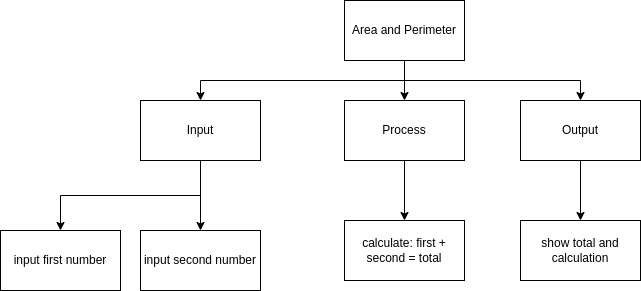 Area and Perimeter
Input
Process
Output
input first number
input second number
calculate: first +
second = total
show total and
calculation